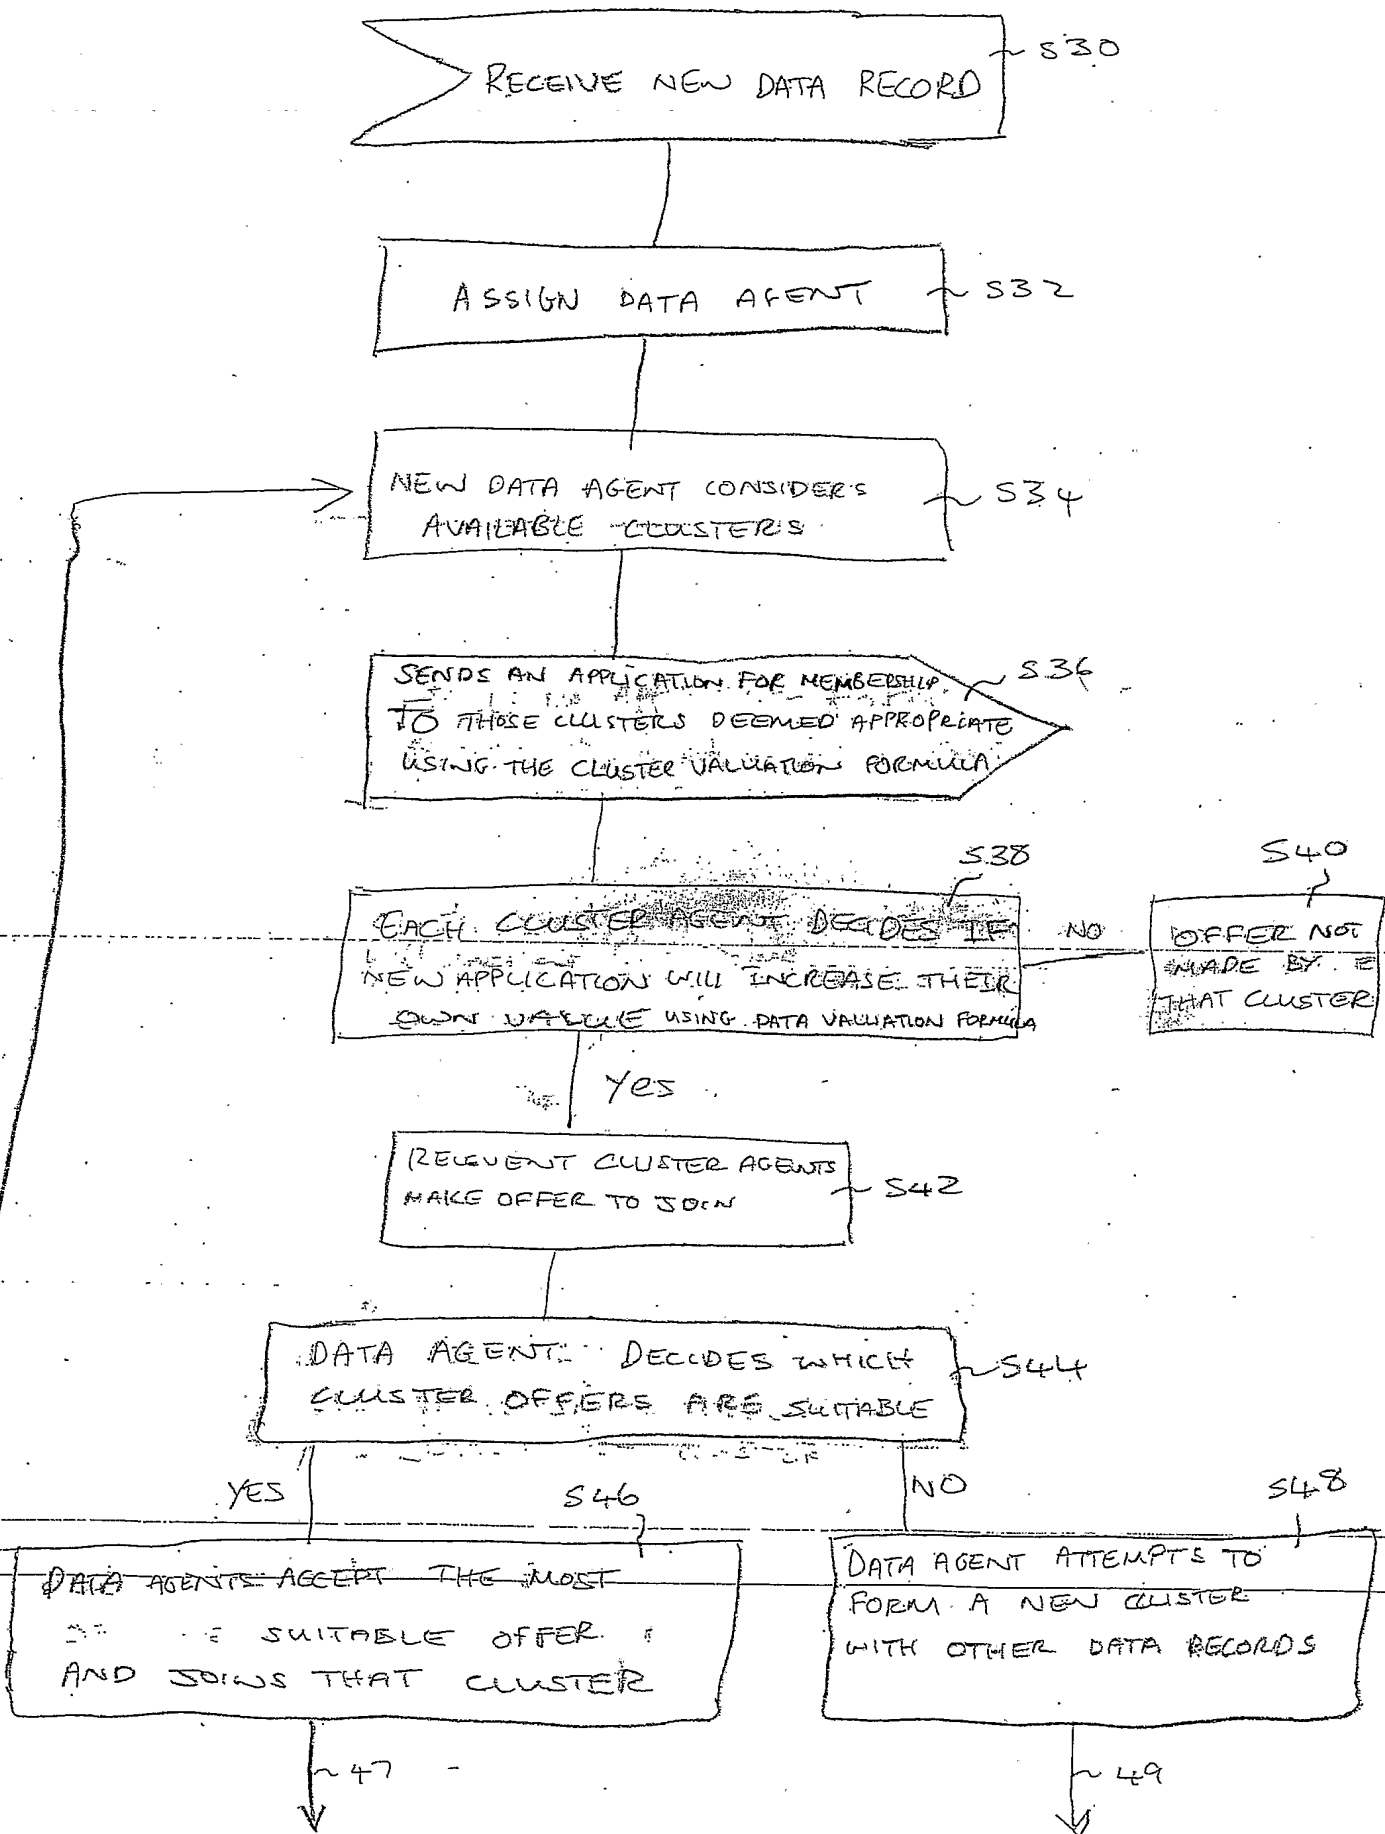 RECEIVE NEW DATA RECORD
S30
ASSIGN DATA AGENT
S32
NEW DATA AGENT CONSIDERS
AVAILABLE CLUSTERS
S34
SENDS AN APPLICATION FOR MEMBERSHIP
TO THOSE CLUSTERS DEEMED APPROPRIATE
USING THE CLUSTER VALUATION FORMULA
S36
S38
EACH CLUSTER AGENT DECIDES IF
NEW APPLICATION WILL INCREASE THEIR
OWN VALUE USING DATA VALUATION FORMULA
NO
S40
OFFER NOT
MADE BY
THAT CLUSTER
Yes
RELEVENT CLUSTER AGENTS
MAKE OFFER TO JOIN
S42
DATA AGENT DECIDES WHICH
CLUSTER OFFERS ARE SUITABLE
S44
YES
NO
S46
DATA AGENTS ACCEPT THE MOST
SUITABLE OFFER
AND JOINS THAT CLUSTER
S48
DATA AGENT ATTEMPTS TO
FORM A NEW CLUSTER
WITH OTHER DATA RECORDS
47
49